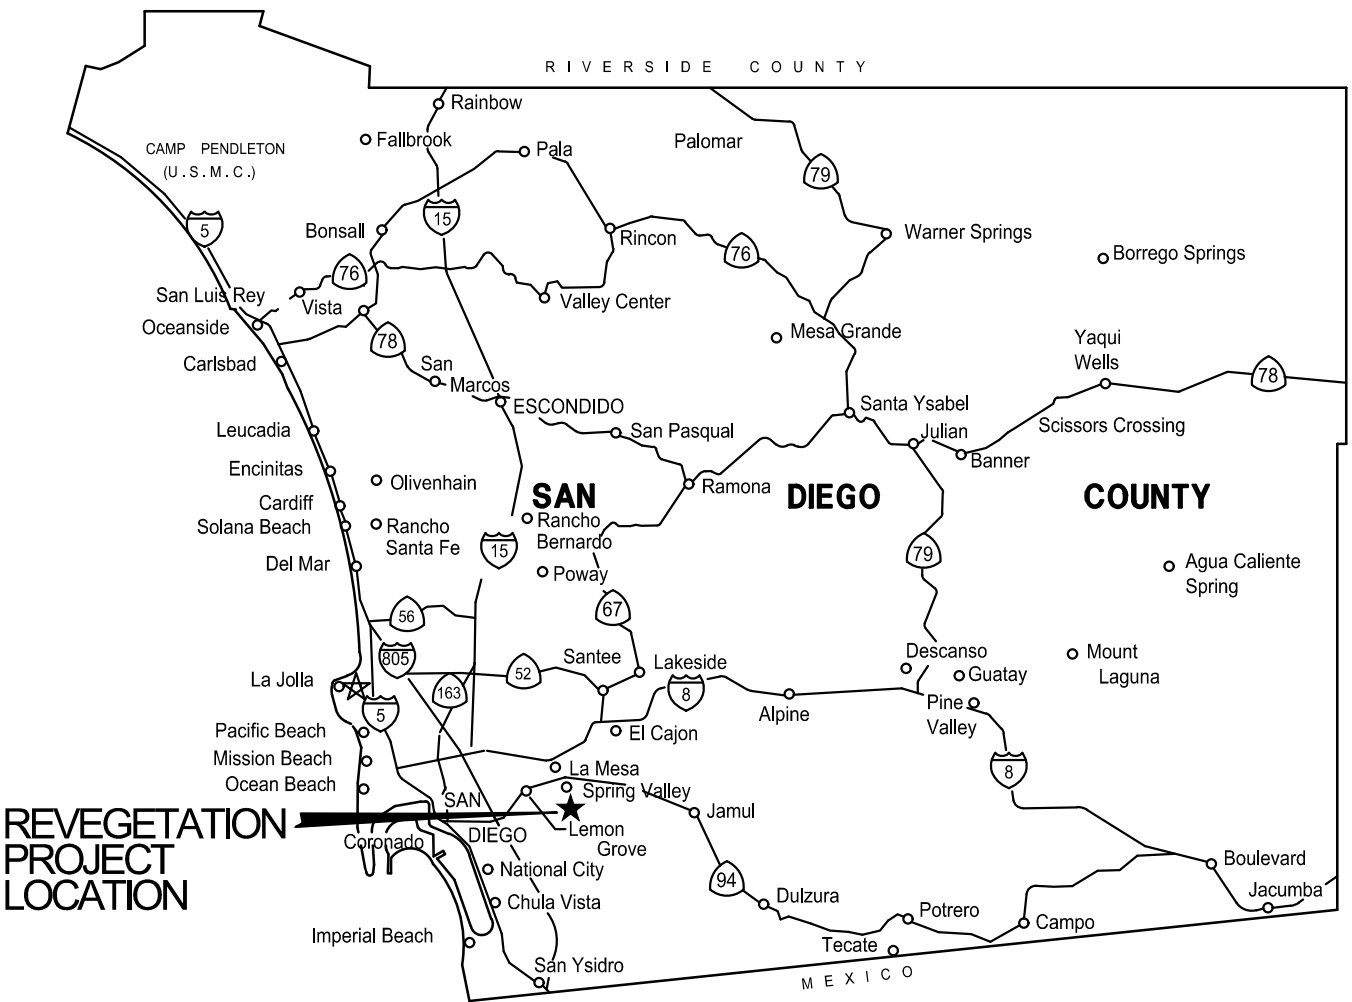 RIVERSIDE COUNTY
Rainbow
Fallbrook
Pala
Palomar
CAMP PENDLETON
(U.S.M.C.)
79
5
15
Bonsall
Rincon
Warner Springs
76
76
Borrego Springs
San Luis Rey
Vista
Valley Center
Oceanside
78
Mesa Grande
Yaqui
Wells
Carlsbad
San
Marcos
78
ESCONDIDO
Santa Ysabel
Leucadia
San Pasqual
Julian
Scissors Crossing
Encinitas
Banner
Olivenhain
Ramona
SAN DIEGO COUNTY
Cardiff
Solana Beach
Rancho
Santa Fe
Rancho
Bernardo
15
79
Del Mar
Poway
Agua Caliente
Spring
56
67
805
Santee
Lakeside
Descanso
Mount
Laguna
52
Guatay
La Jolla
163
8
5
Alpine
Pine
Valley
Pacific Beach
El Cajon
Mission Beach
La Mesa
8
Ocean Beach
Spring Valley
SAN
DIEGO
Jamul
REVEGETATION
PROJECT
LOCATION
Lemon
Grove
Coronado
National City
Boulevard
94
Jacumba
Chula Vista
Dulzura
Potrero
Campo
Imperial Beach
Tecate
San Ysidro
MEXICO